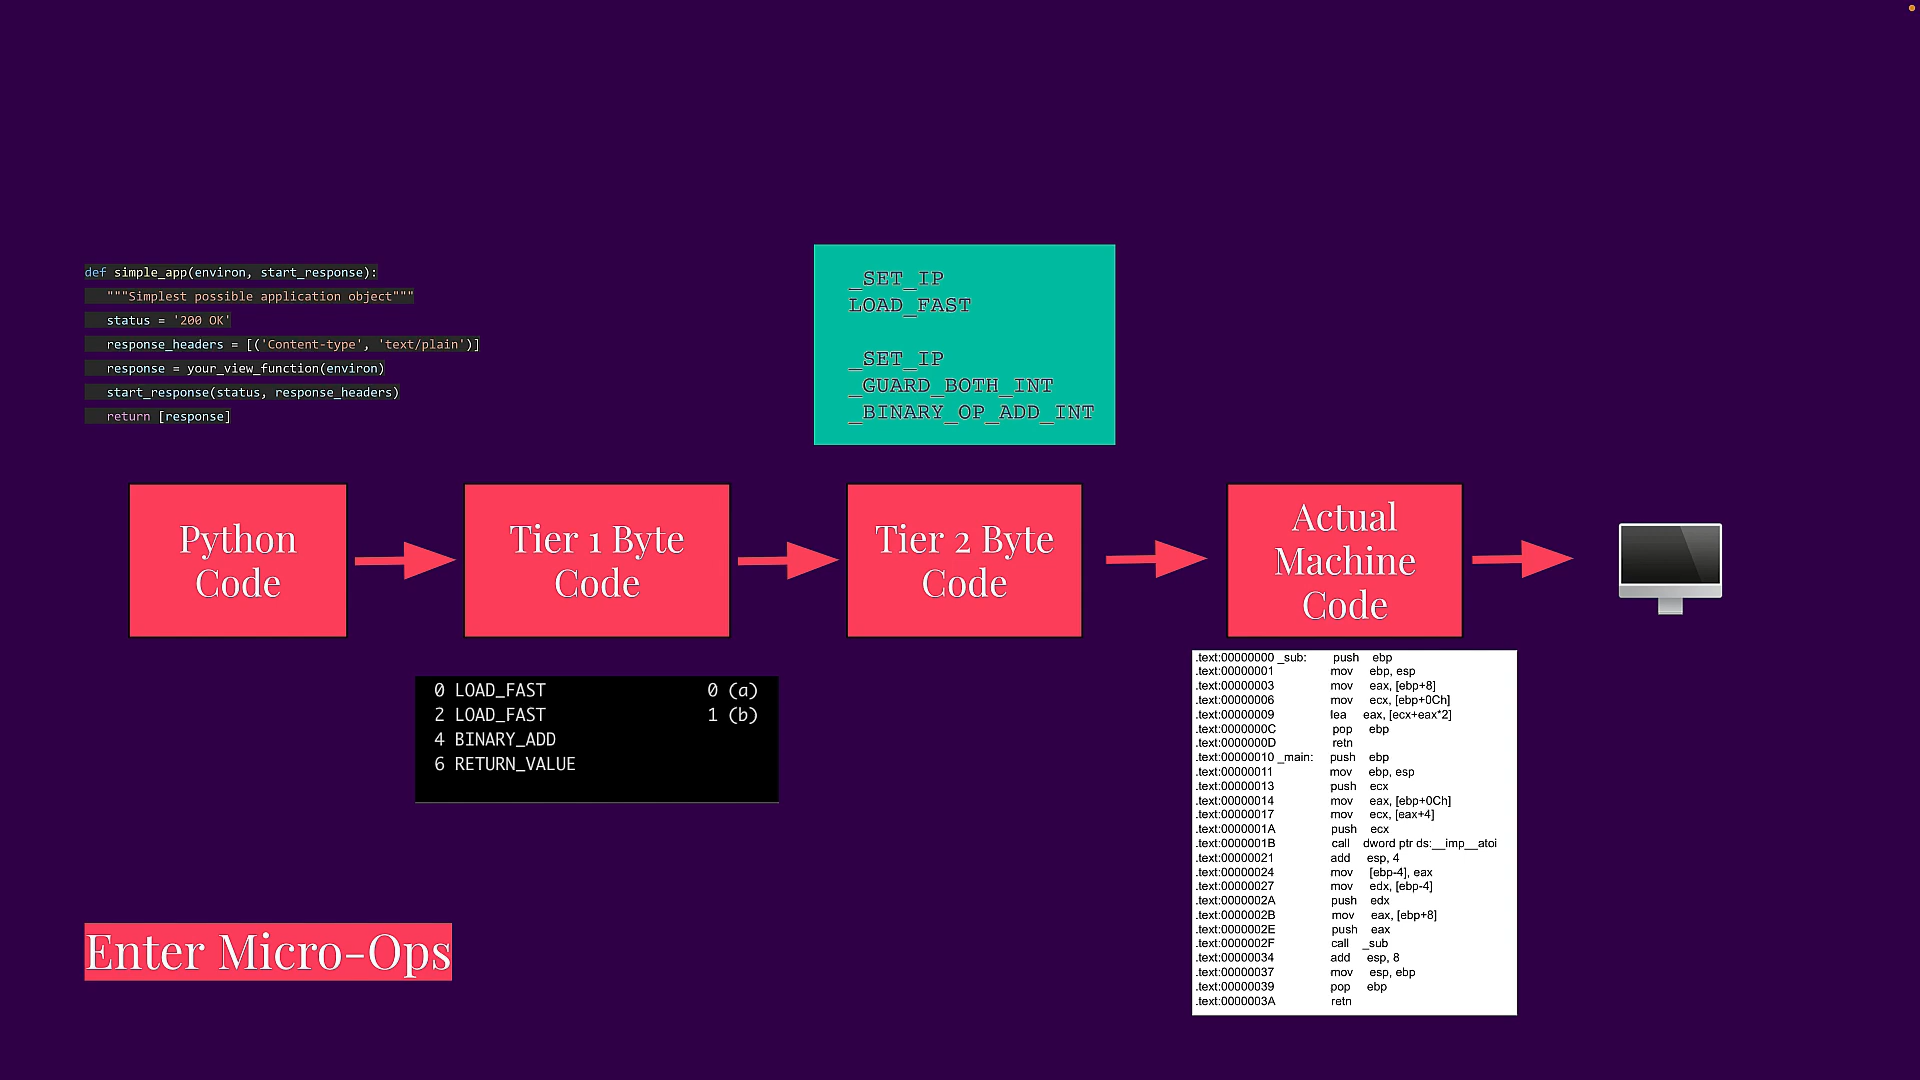 def simple_app(environ, start_response):
"""Simplest possible application object"""
status = '200 OK'
response_headers = [('Content-type', 'text/plain')]
response = your_view_function(environ)
start_response(status, response_headers)
return [response]
_SET_IP
LOAD_FAST
_SET_IP
_GUARD_BOTH_INT
_BINARY_OP_ADD_INT
Python
Code
Tier 1 Byte
Code
Tier 2 Byte
Code
Actual
Machine
Code
0 LOAD_FAST 0 (a)
2 LOAD_FAST 1 (b)
4 BINARY_ADD
6 RETURN_VALUE
.text:00000000 _sub: push ebp
.text:00000001 mov ebp, esp
.text:00000003 mov eax, [ebp+8]
.text:00000006 mov ecx, [ebp+0Ch]
.text:00000009 lea eax, [ecx+eax*2]
.text:0000000C pop ebp
.text:0000000D retn
.text:00000010 _main: push ebp
.text:00000011 mov ebp, esp
.text:00000013 push ecx
.text:00000014 mov eax, [ebp+0Ch]
.text:00000017 mov ecx, [eax+4]
.text:0000001A push ecx
.text:0000001B call dword ptr ds:__imp__atoi
.text:00000021 add esp, 4
.text:00000024 mov [ebp-4], eax
.text:00000027 mov edx, [ebp-4]
.text:0000002A push edx
.text:0000002B mov eax, [ebp+8]
.text:0000002E push eax
.text:0000002F call _sub
.text:00000034 add esp, 8
.text:00000037 mov esp, ebp
.text:00000039 pop ebp
.text:0000003A retn
Enter Micro-Ops